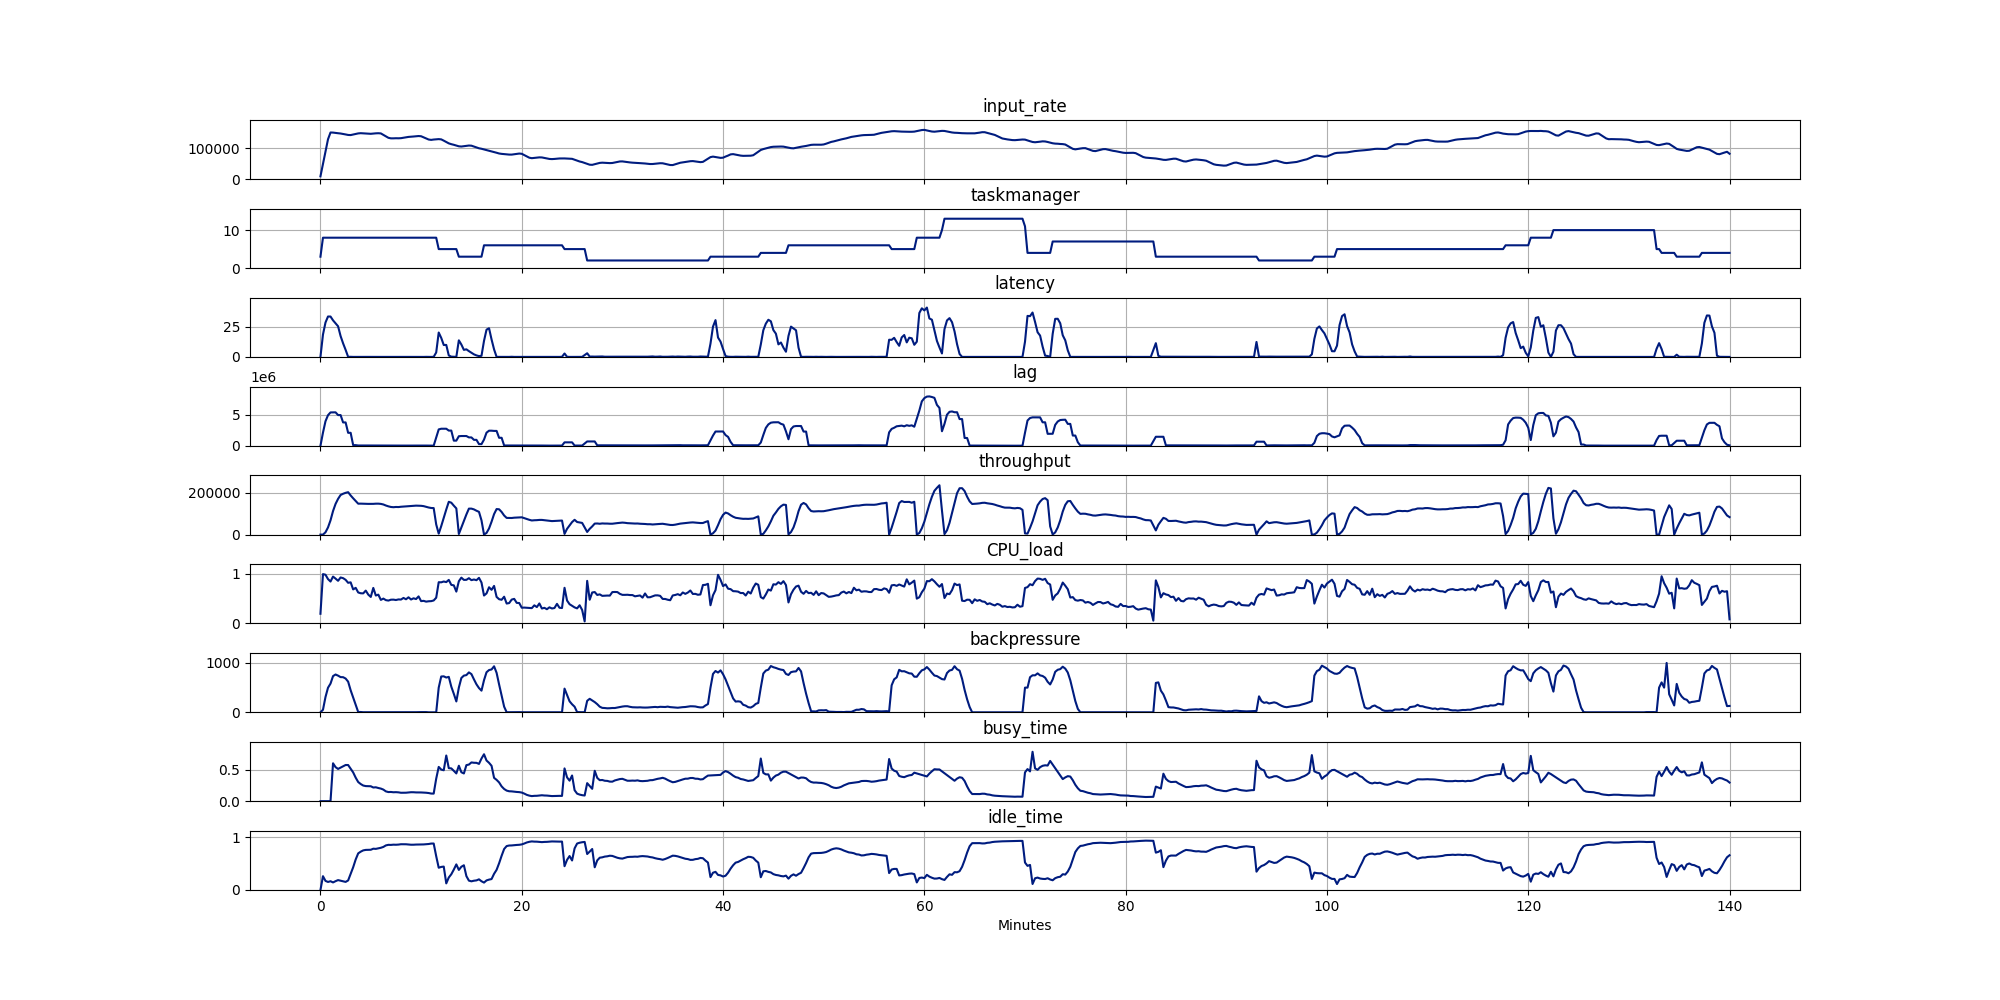 input_rate
100000
0
taskmanager
10
0
latency
25
0
1e6
lag
5
0
throughput
200000
0
CPU_load
1
0
backpressure
1000
0
busy_time
0.5
0.0
idle_time
1
0
0 20 40 60 80 100 120 140
Minutes